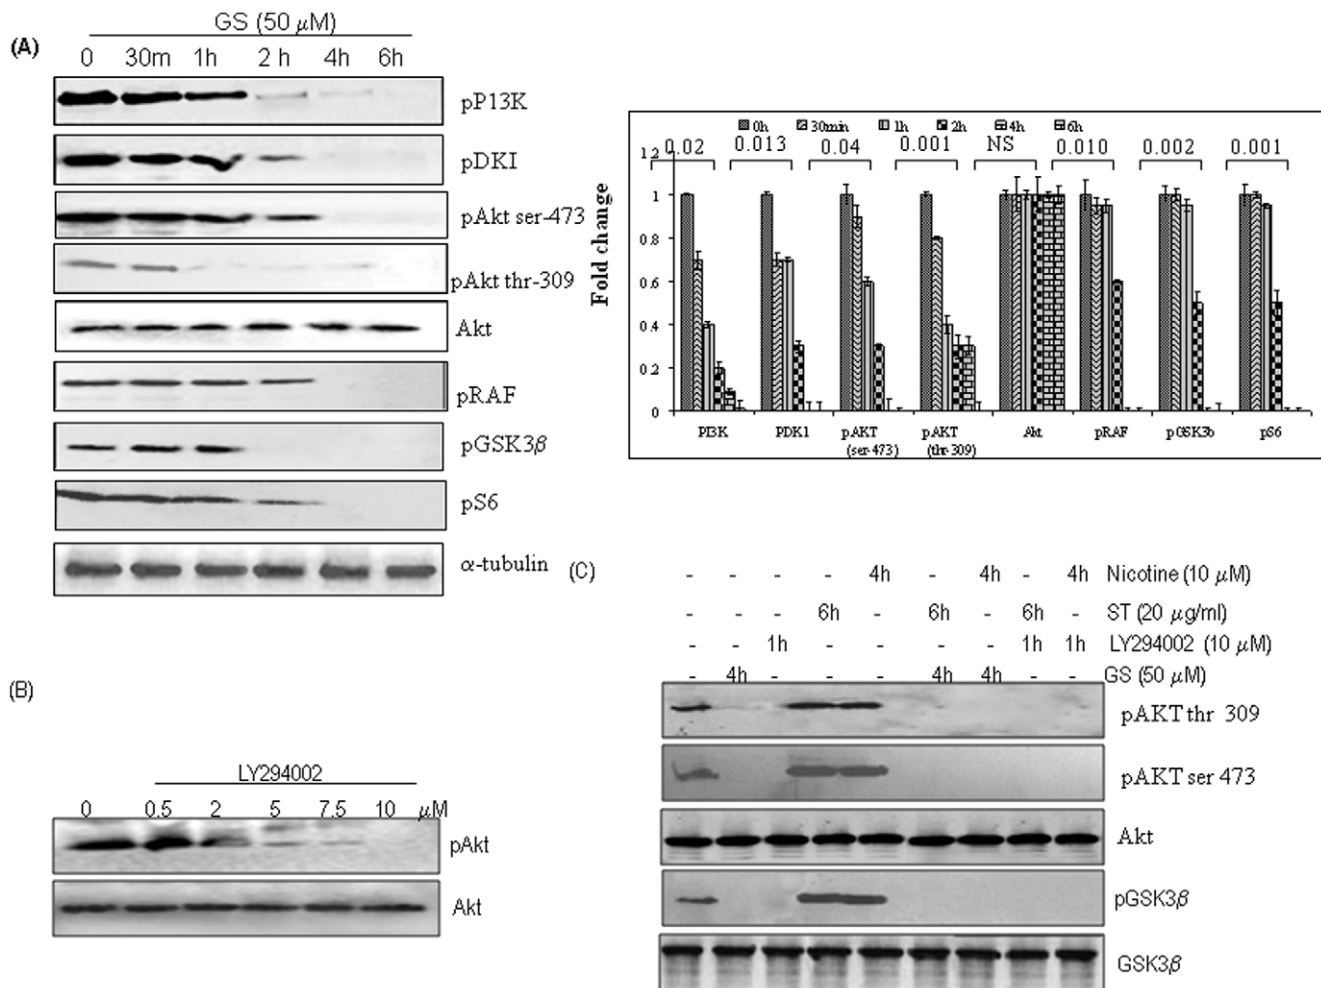 GS (50 µM)
(A)
0 30m 1h 2 h 4h 6h
pP13K
pDKI
pAkt ser-473
pAkt thr-309
Akt
pRAF
pGSK3β
pS6
α-tubulin
0h 30min 1h 2h 4h 6h
0.02 0.013 0.04 0.001 NS 0.010 0.002 0.001
1.2
1
0.8
0.6
0.4
0.2
0
Fold change
PI3K PDK1 pAKT pAKT Akt pRAF pGSK3b pS6
(ser-473) (thr-309)
(B)
LY294002
0 0.5 2 5 7.5 10 µM
pAkt
Akt
(C)
- - - - 4h - 4h - 4h Nicotine (10 µM)
- - - 6h - 6h - 6h - ST (20 µg/ml)
- - 1h - - - - 1h 1h LY294002 (10 µM)
- 4h - - - 4h 4h - - GS (50 µM)
pAKT thr 309
pAKT ser 473
Akt
pGSK3β
GSK3β